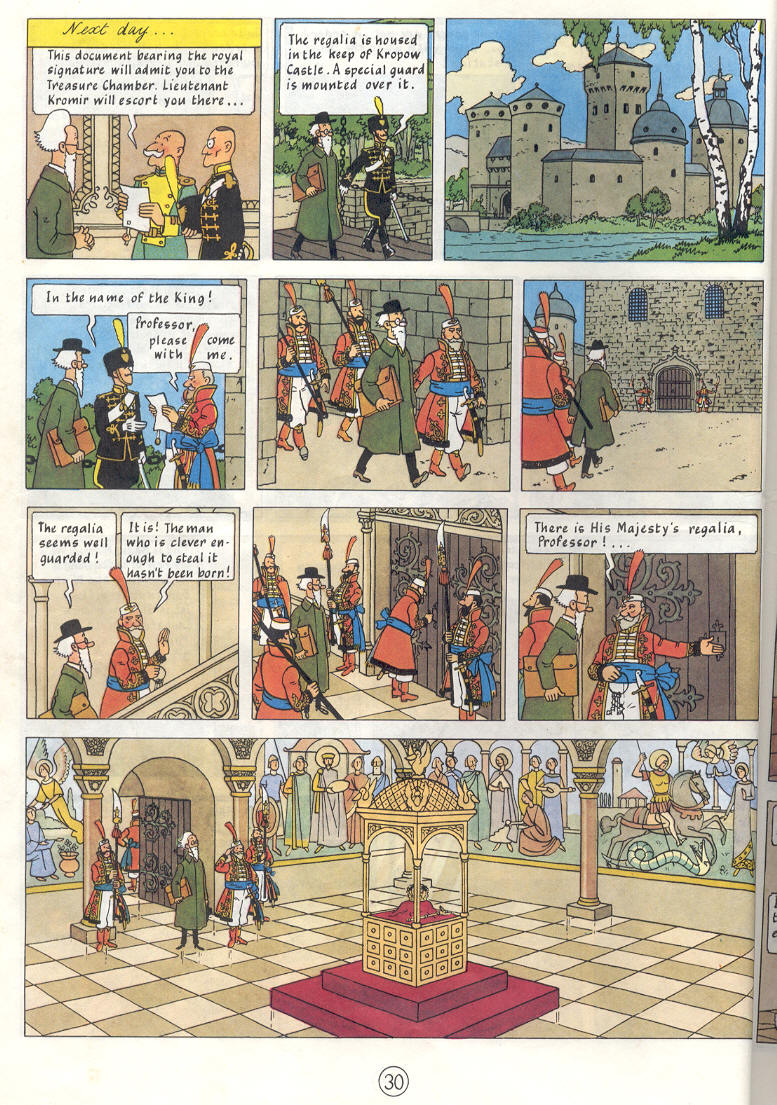 Next day...
This document bearing the royal
signature will admit you to the
Treasure Chamber. Lieutenant
Kromir will escort you there...
The regalia is housed
in the keep of Kropow
Castle. A special guard
is mounted over it.
In the name of the King!
Professor,
please come
with me.
The regalia
seems well
guarded!
It is! The man
who is clever en-
ough to steal it
hasn't been born!
There is His Majesty's regalia,
Professor!...
30